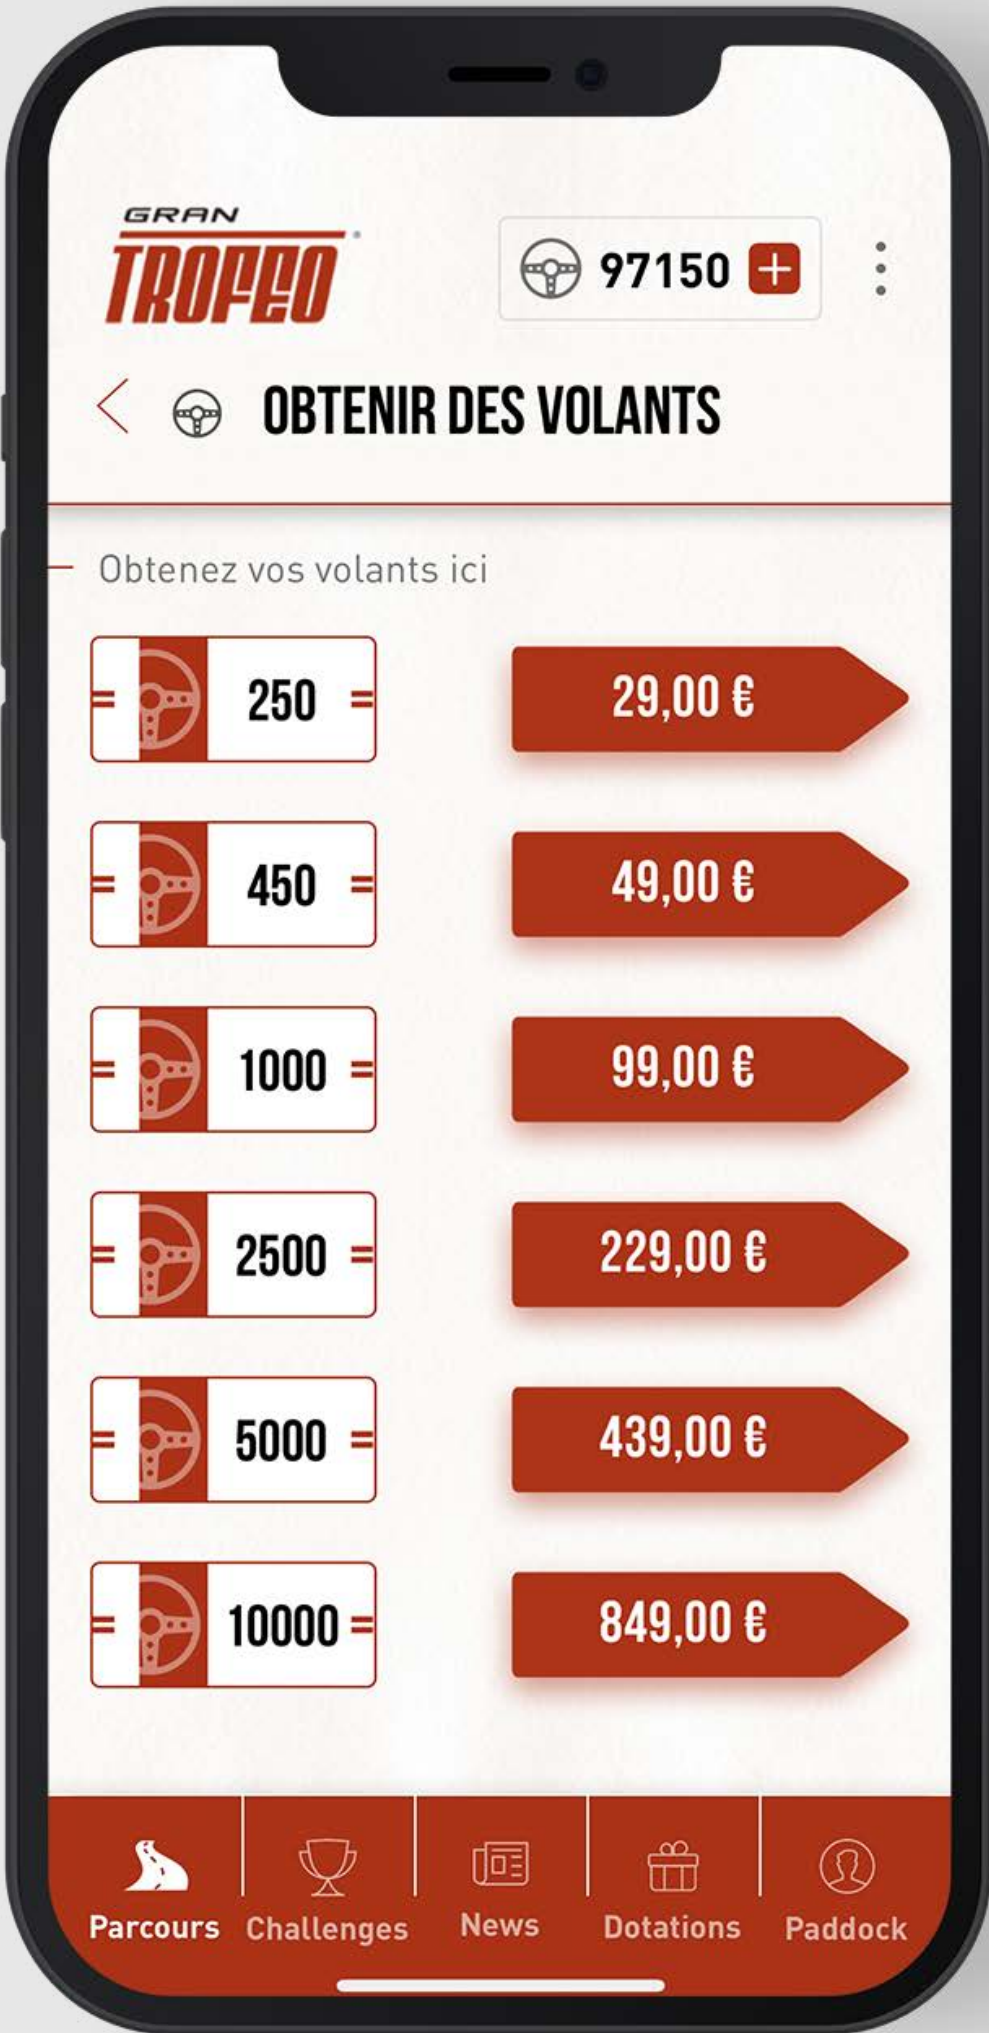 GRAN
TROFEO
97150
OBTENIR DES VOLANTS
Obtenez vos volants ici
250 29,00 €
450 49,00 €
1000 99,00 €
2500 229,00 €
5000 439,00 €
10000 849,00 €
Parcours Challenges News Dotations Paddock